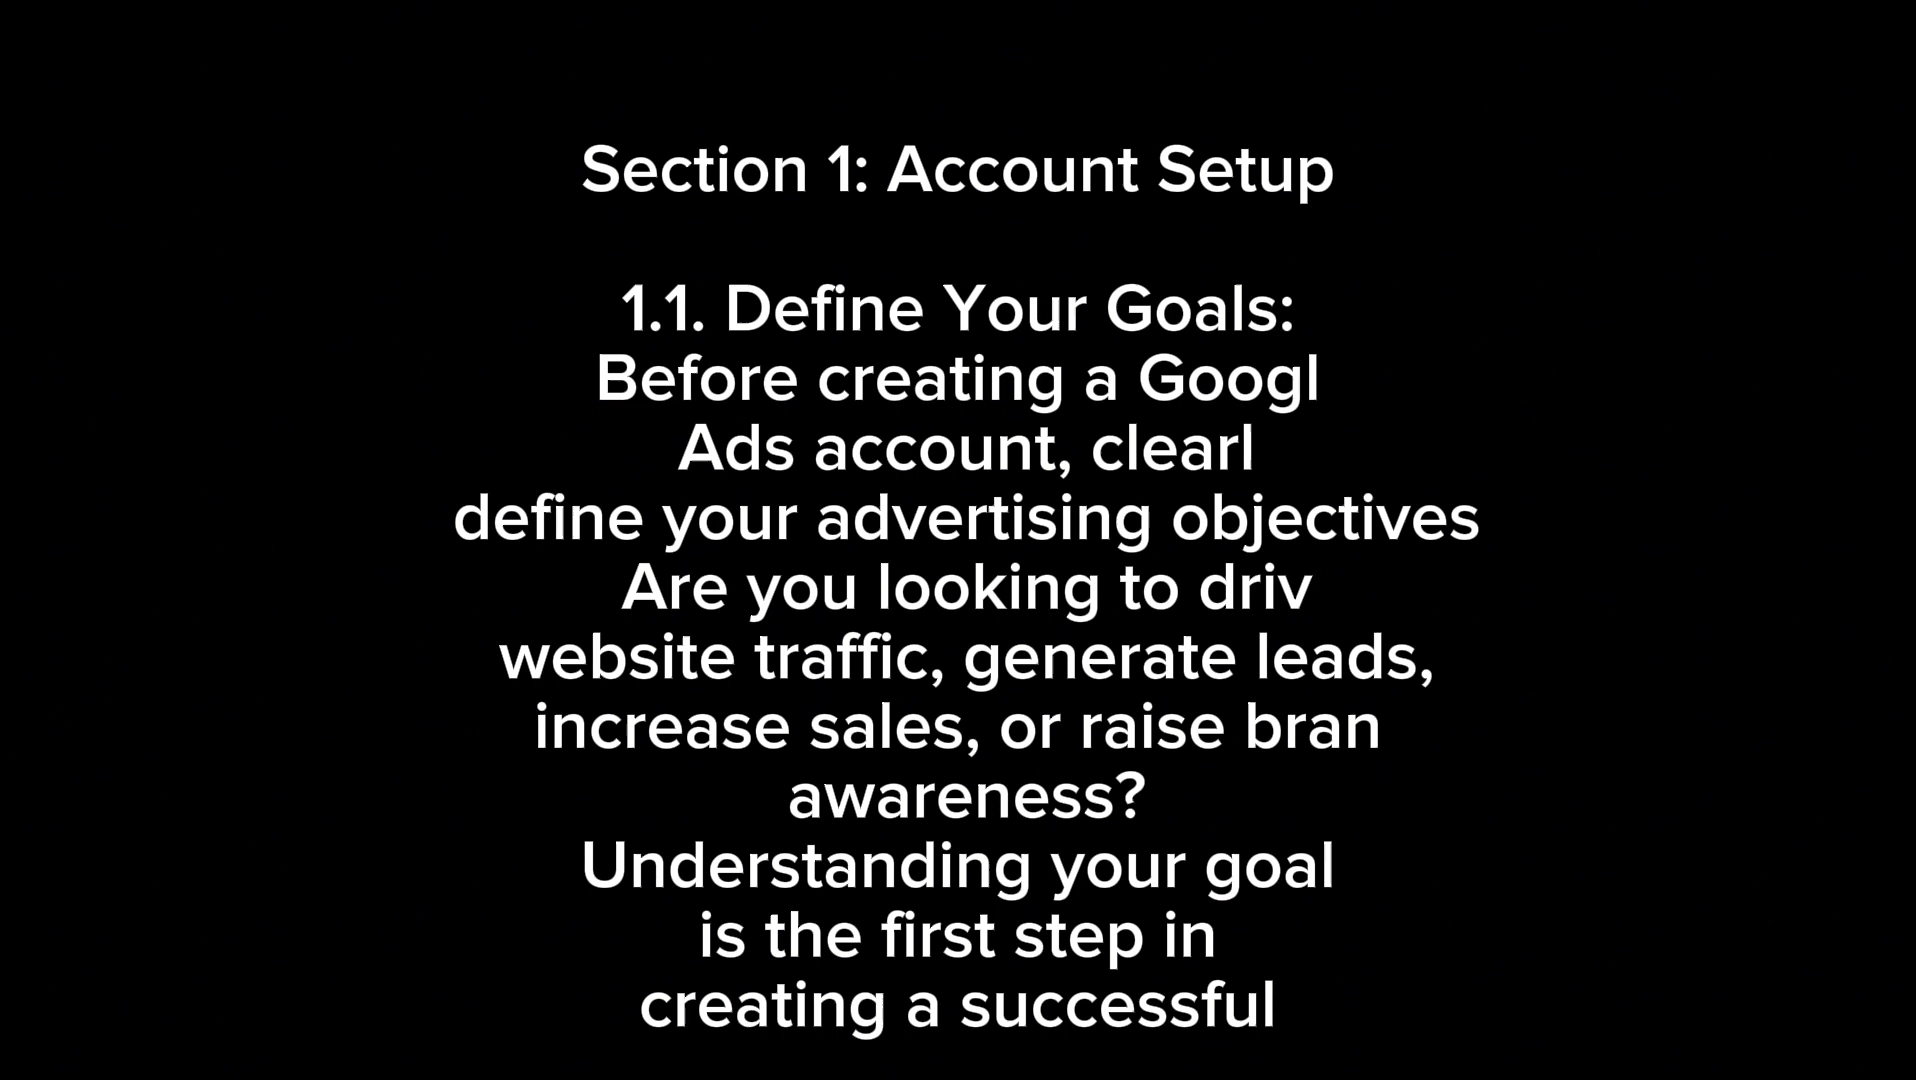 Section 1: Account Setup
1.1. Define Your Goals:
Before creating a Googl
Ads account, clearl
define your advertising objectives
Are you looking to driv
website traffic, generate leads,
increase sales, or raise bran
awareness?
Understanding your goal
is the first step in
creating a successful